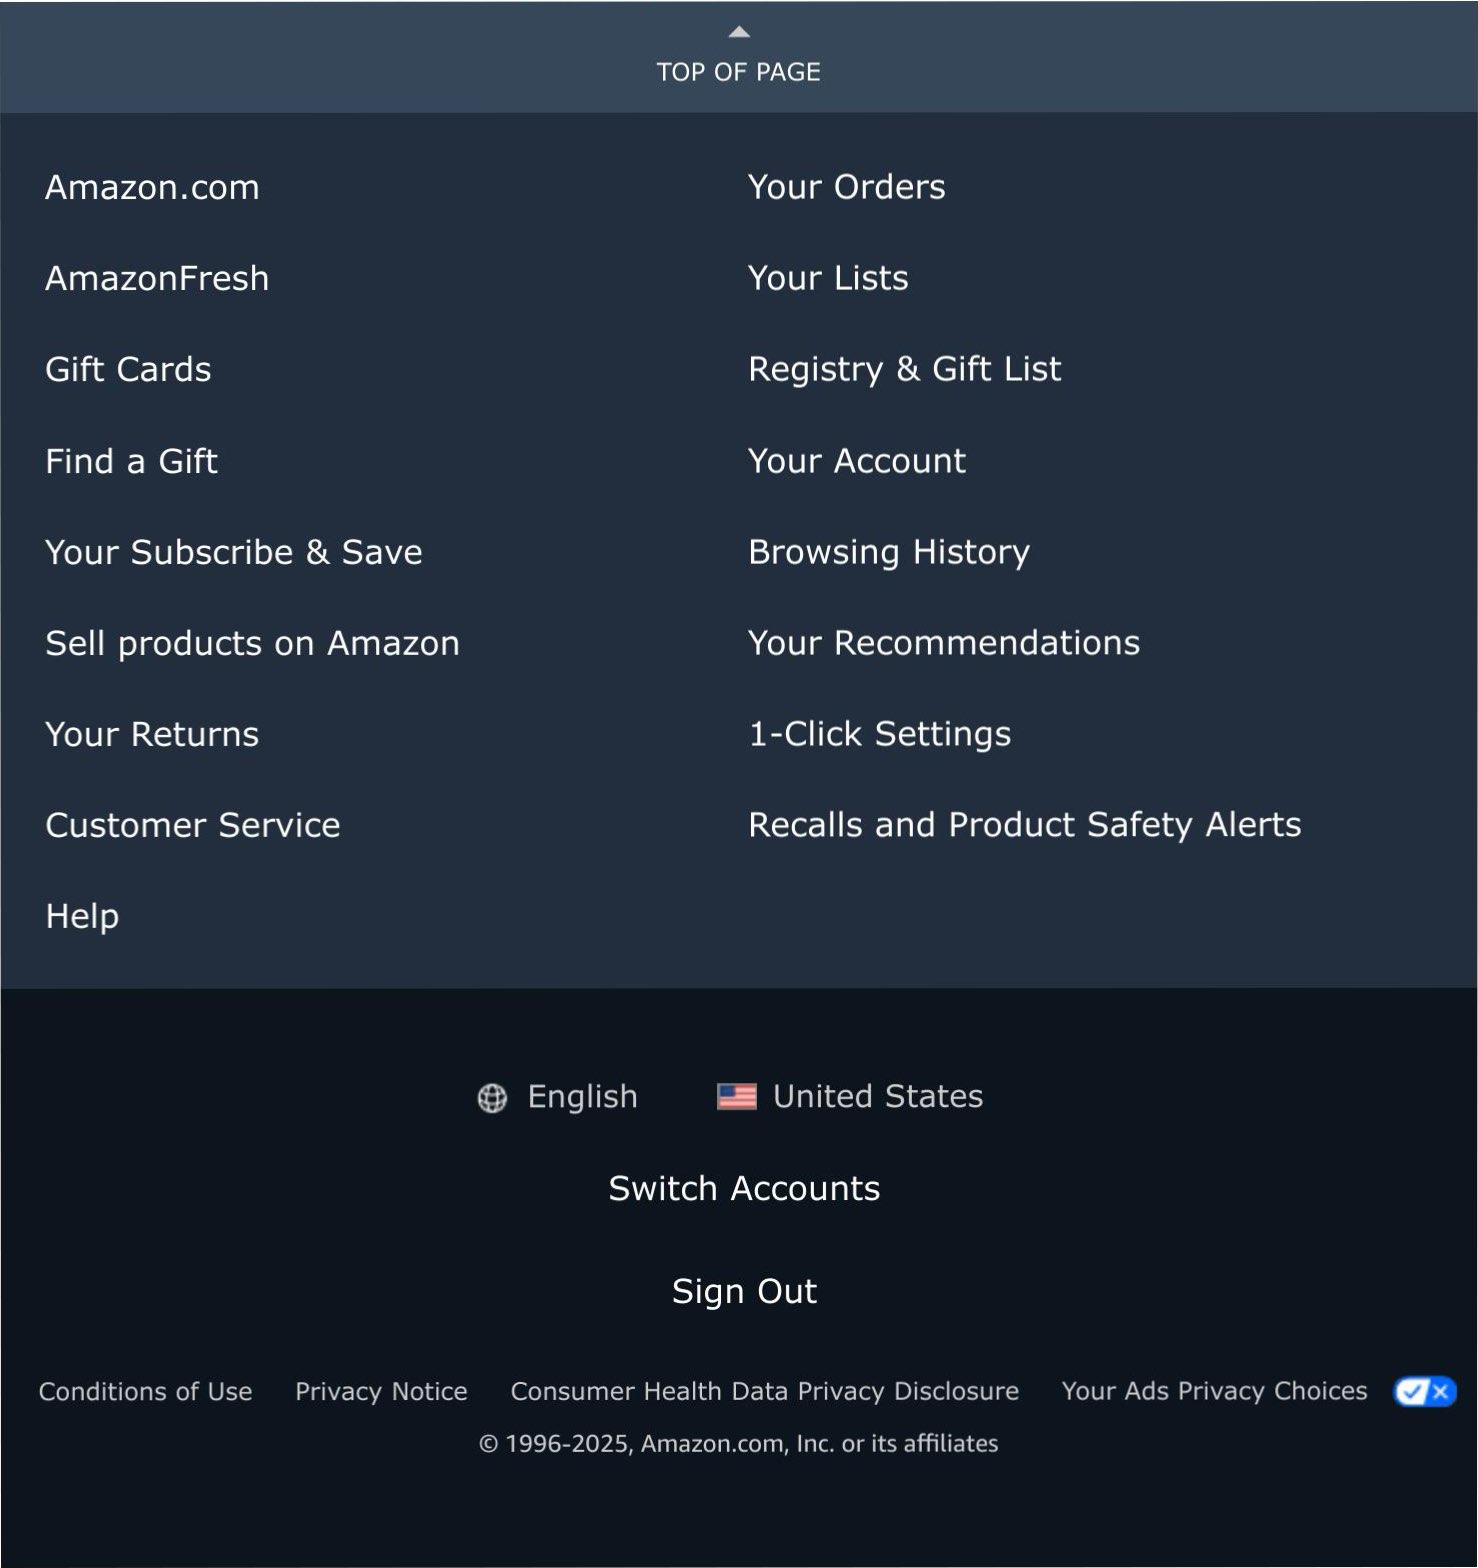 TOP OF PAGE
Amazon.com
AmazonFresh
Gift Cards
Find a Gift
Your Subscribe & Save
Sell products on Amazon
Your Returns
Customer Service
Help
Your Orders
Your Lists
Registry & Gift List
Your Account
Browsing History
Your Recommendations
1-Click Settings
Recalls and Product Safety Alerts
English United States
Switch Accounts
Sign Out
Conditions of Use Privacy Notice Consumer Health Data Privacy Disclosure Your Ads Privacy Choices
© 1996-2025, Amazon.com, Inc. or its affiliates